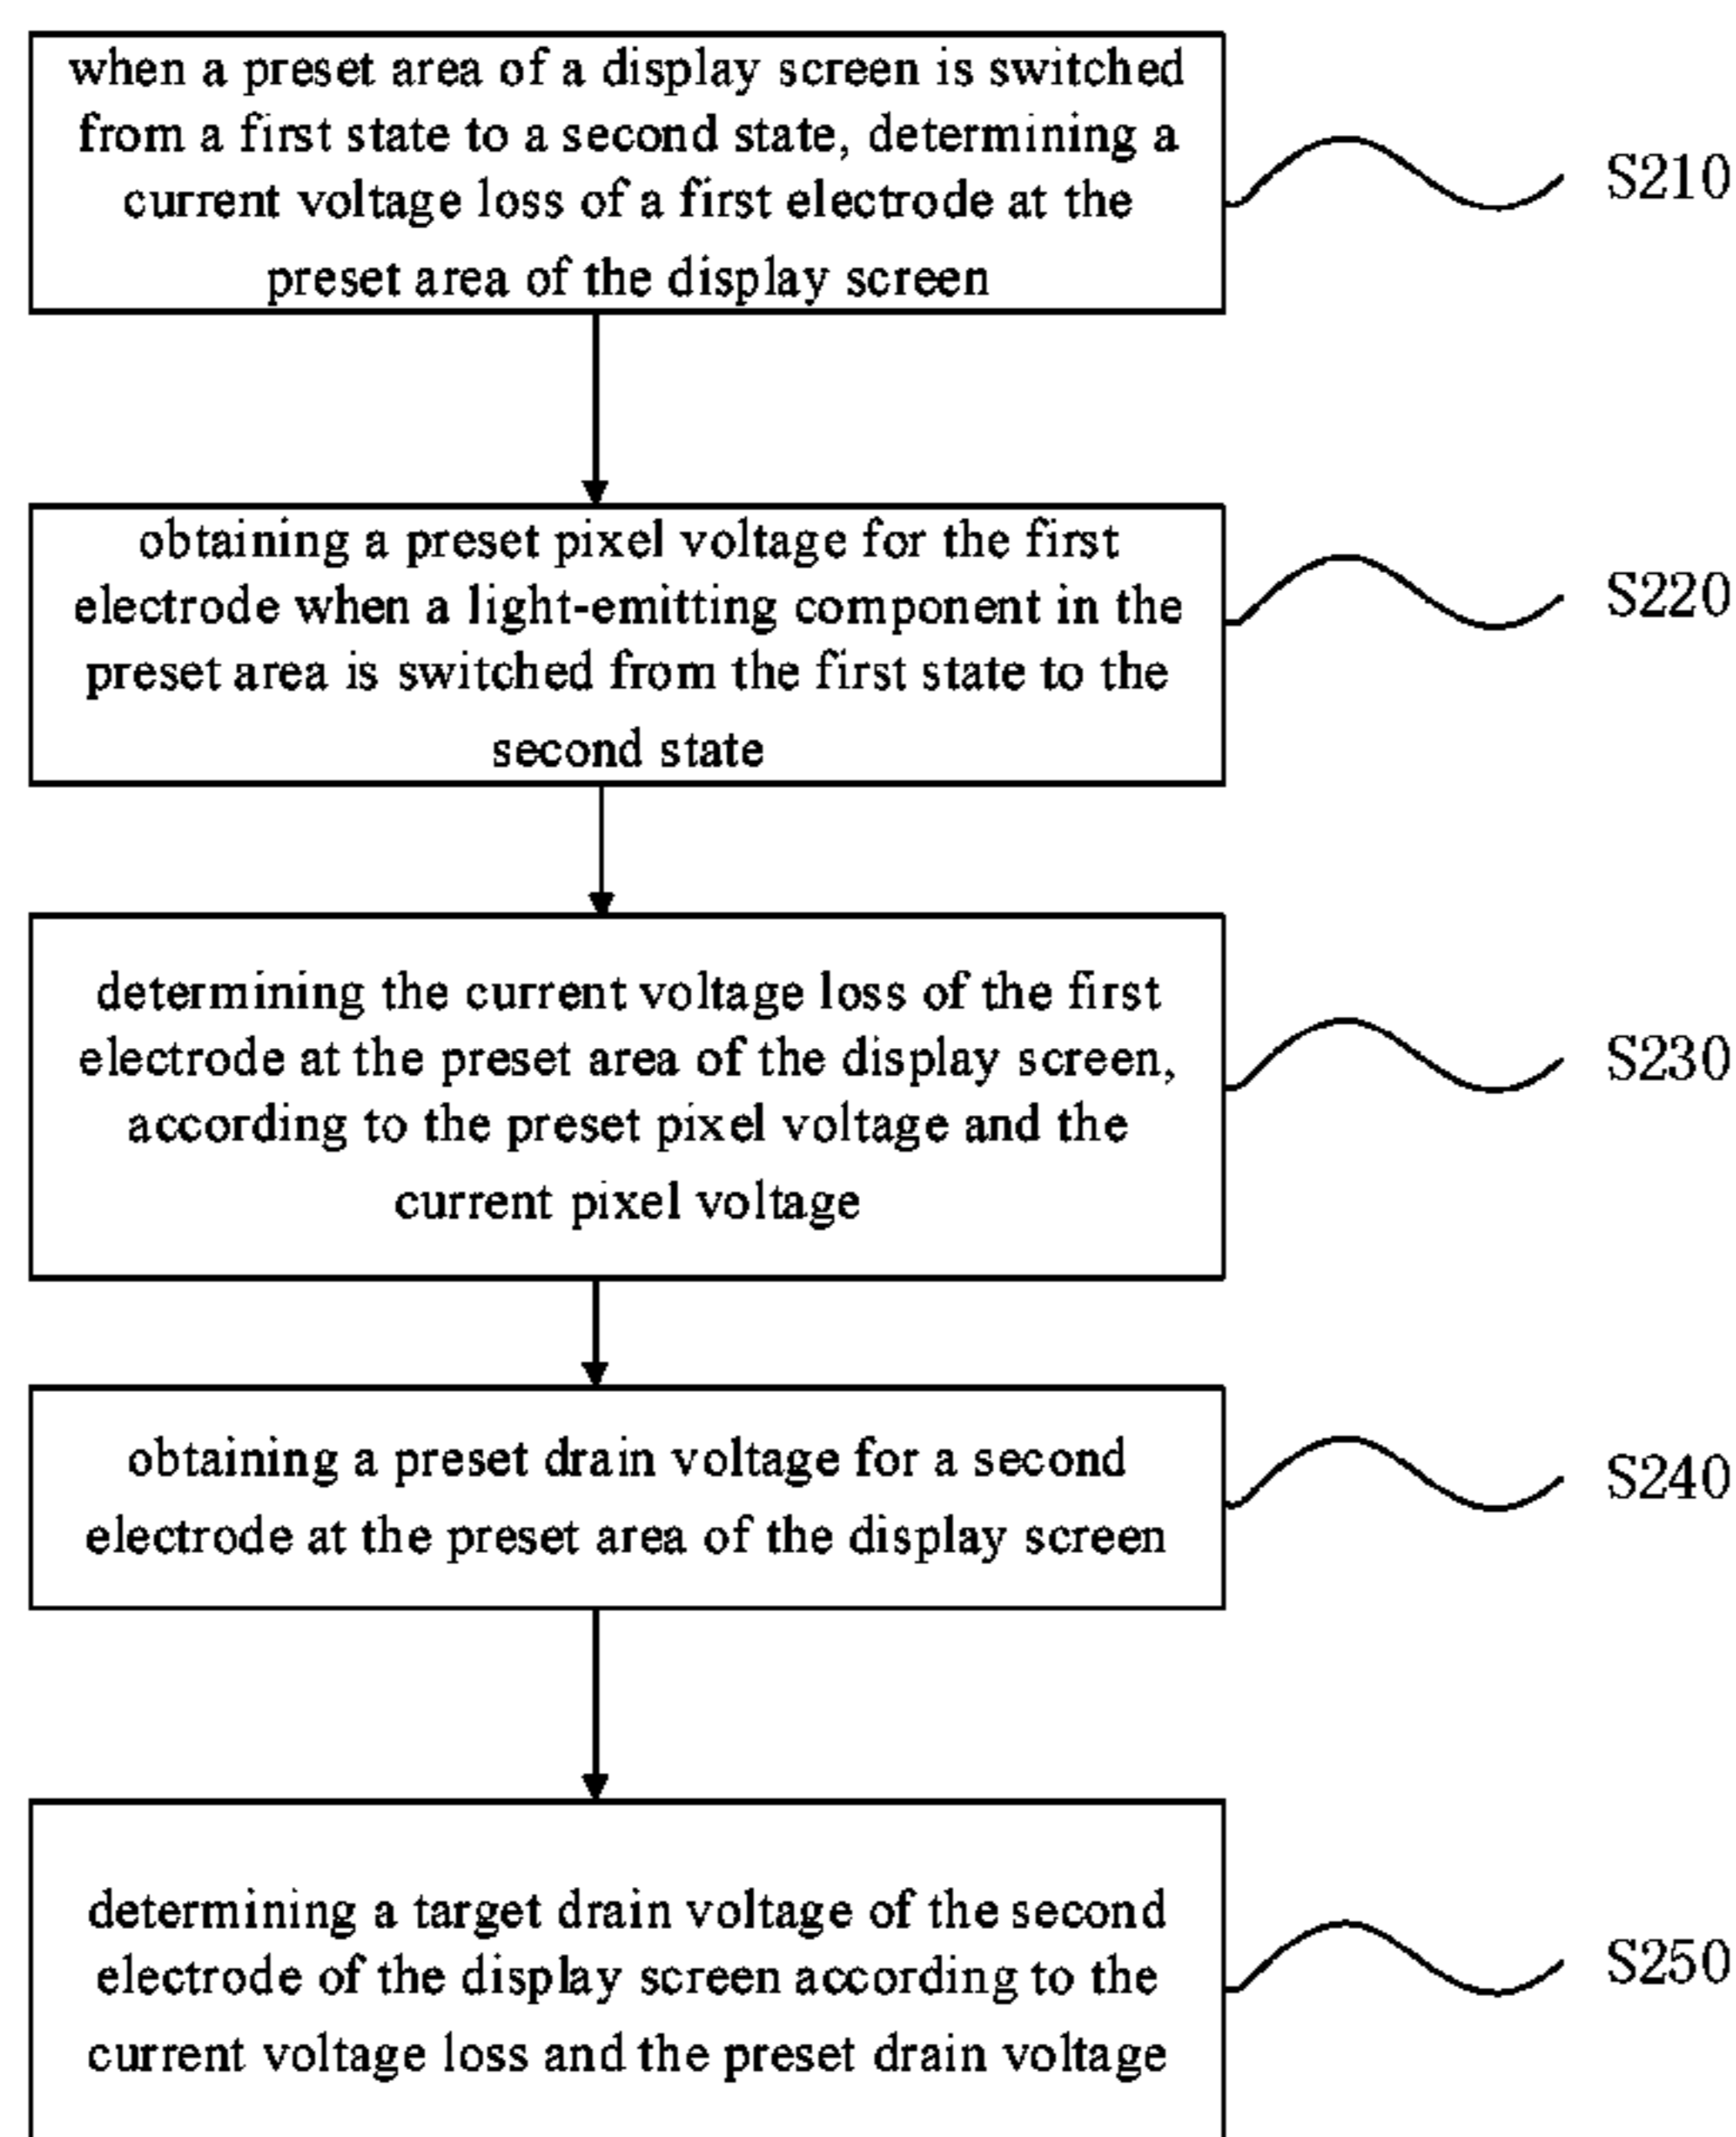 when a preset area of a display screen is switched
from a first state to a second state, determining a
current voltage loss of a first electrode at the
preset area of the display screen
S210
obtaining a preset pixel voltage for the first
electrode when a light-emitting component in the
preset area is switched from the first state to the
second state
S220
determining the current voltage loss of the first
electrode at the preset area of the display screen,
according to the preset pixel voltage and the
current pixel voltage
S230
obtaining a preset drain voltage for a second
electrode at the preset area of the display screen
S240
determining a target drain voltage of the second
electrode of the display screen according to the
current voltage loss and the preset drain voltage
S250